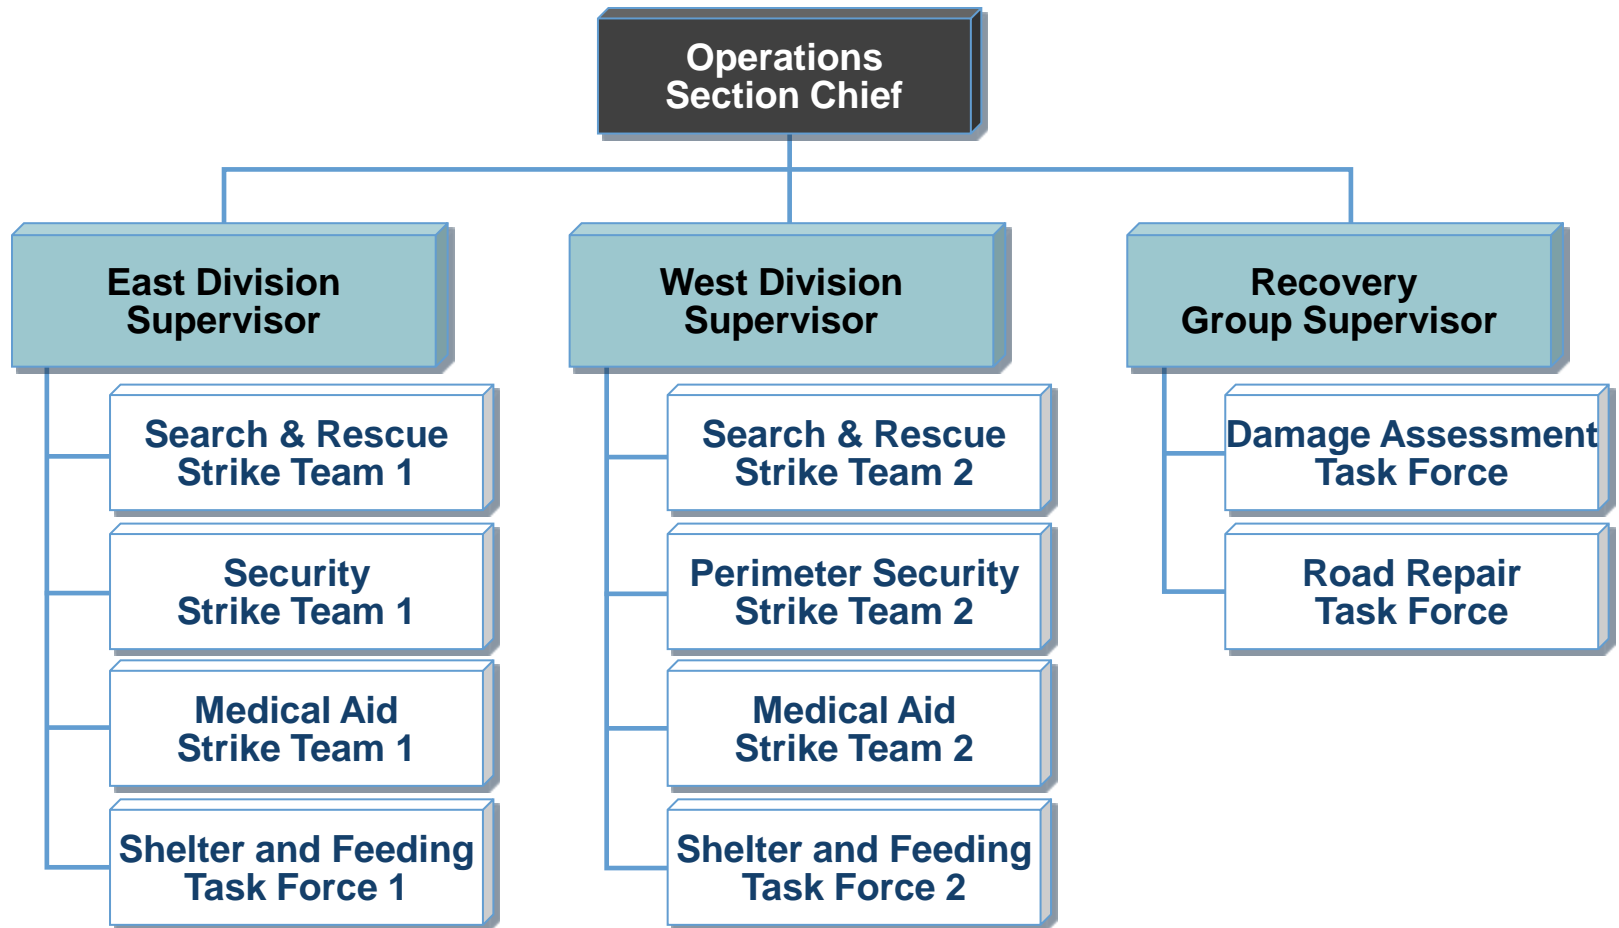 Operations
Section Chief
East Division
Supervisor
West Division
Supervisor
Recovery
Group Supervisor
Search & Rescue
Strike Team 1
Security
Strike Team 1
Medical Aid
Strike Team 1
Shelter and Feeding
Task Force 1
Search & Rescue
Strike Team 2
Perimeter Security
Strike Team 2
Medical Aid
Strike Team 2
Shelter and Feeding
Task Force 2
Damage Assessment
Task Force
Road Repair
Task Force